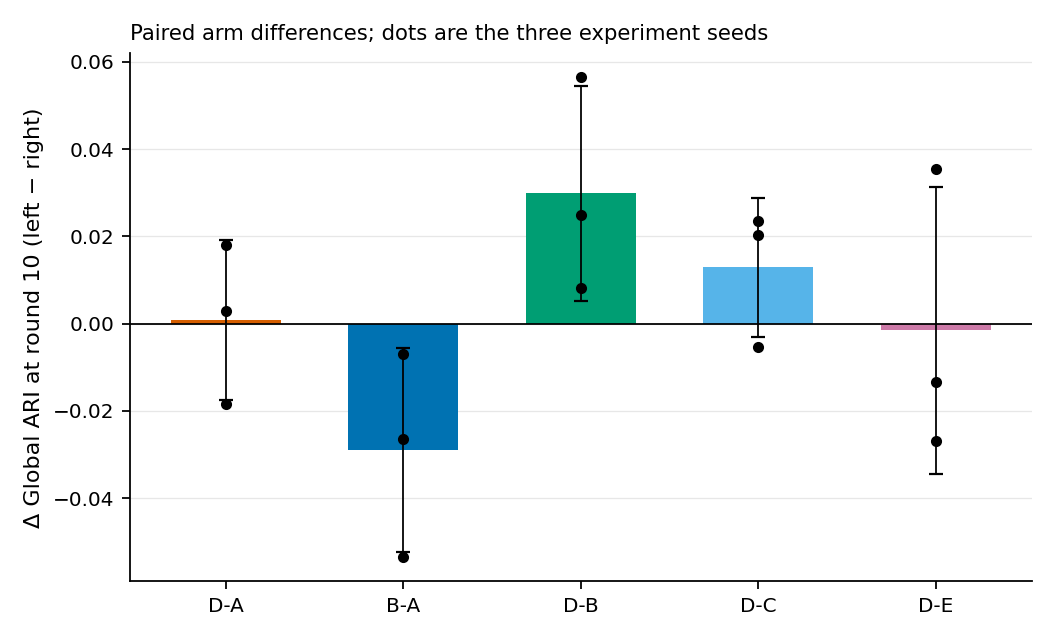 Paired arm differences; dots are the three experiment seeds
Δ Global ARI at round 10 (left − right)
0.06
0.04
0.02
0.00
−0.02
−0.04
D-A
B-A
D-B
D-C
D-E